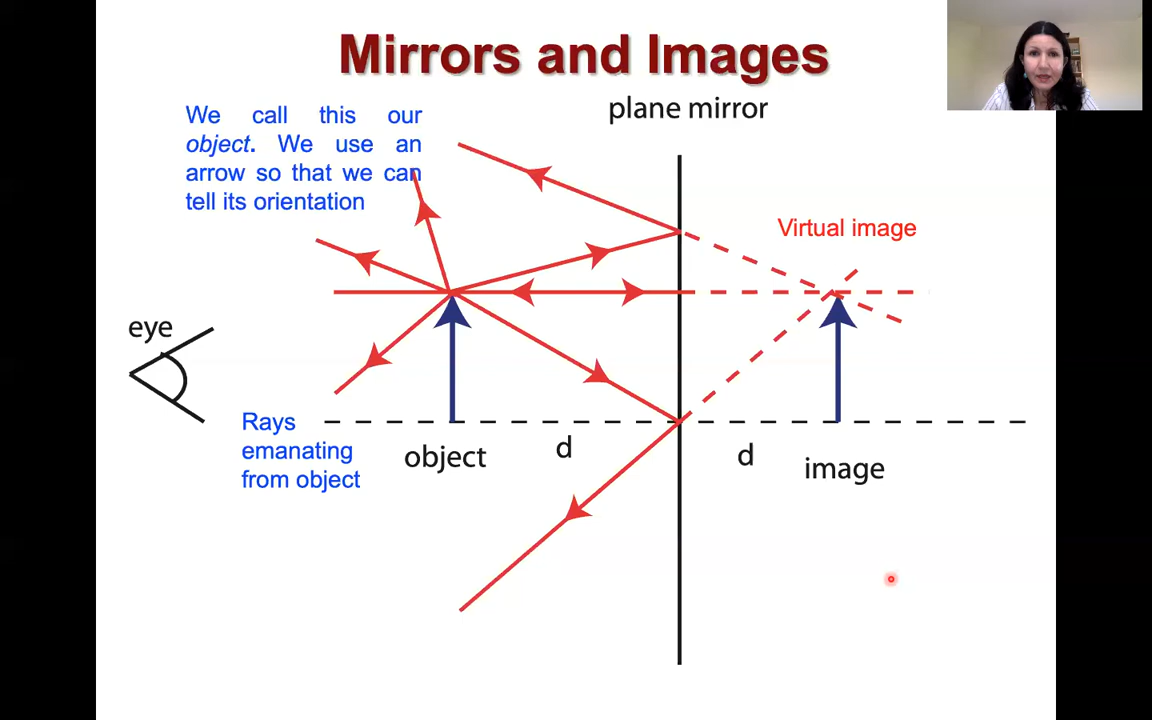 Mirrors and Images
We call this our
object. We use an
arrow so that we can
tell its orientation
plane mirror
Virtual image
eye
Rays
emanating
from object
object
d
d
image